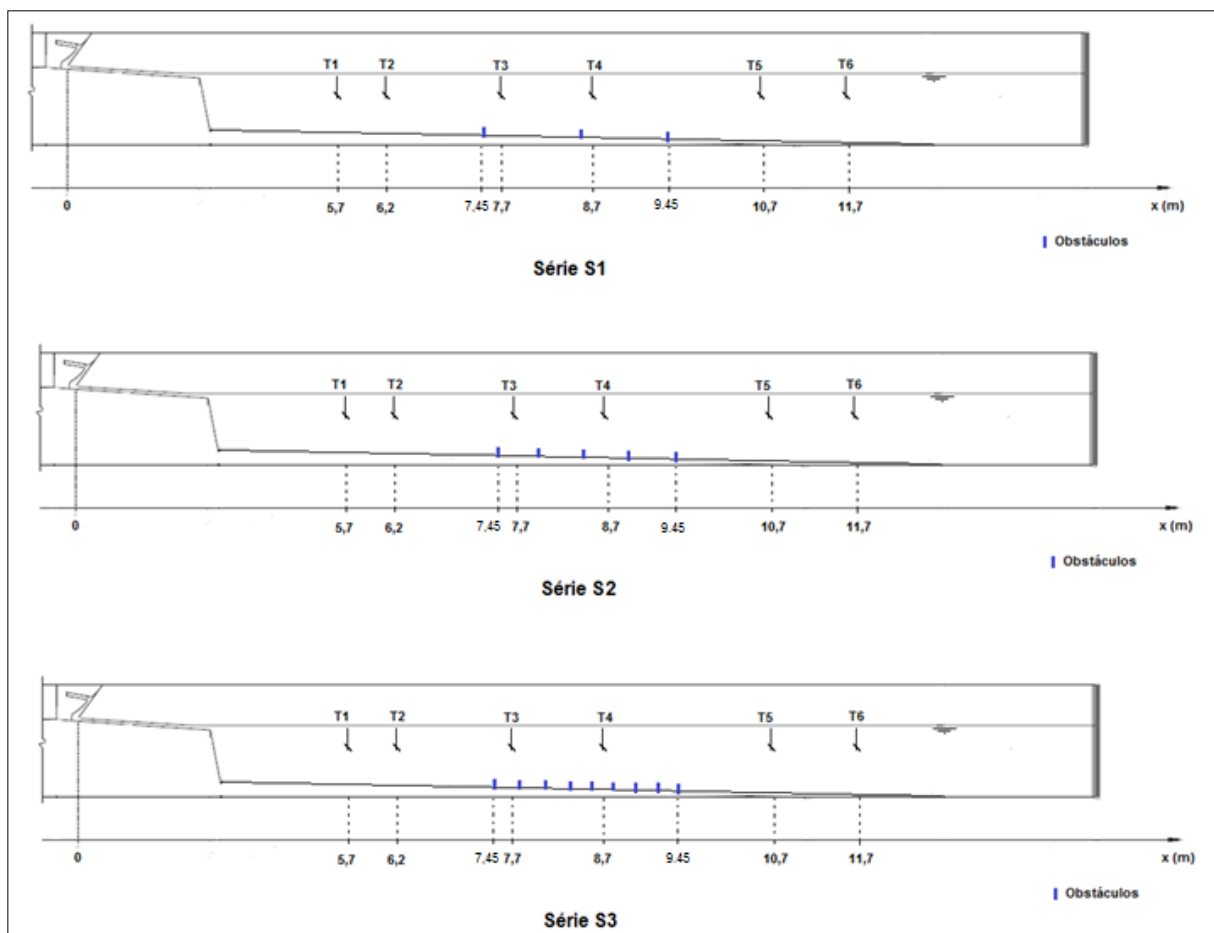 T1 T2 T3 T4 T5 T6
0 5,7 6,2 7,45 7,7 8,7 9.45 10,7 11,7 x (m)
Obstáculos
Série S1
T1 T2 T3 T4 T5 T6
0 5,7 6,2 7,45 7,7 8,7 9.45 10,7 11,7 x (m)
Obstáculos
Série S2
T1 T2 T3 T4 T5 T6
0 5,7 6,2 7,45 7,7 8,7 9.45 10,7 11,7 x (m)
Obstáculos
Série S3